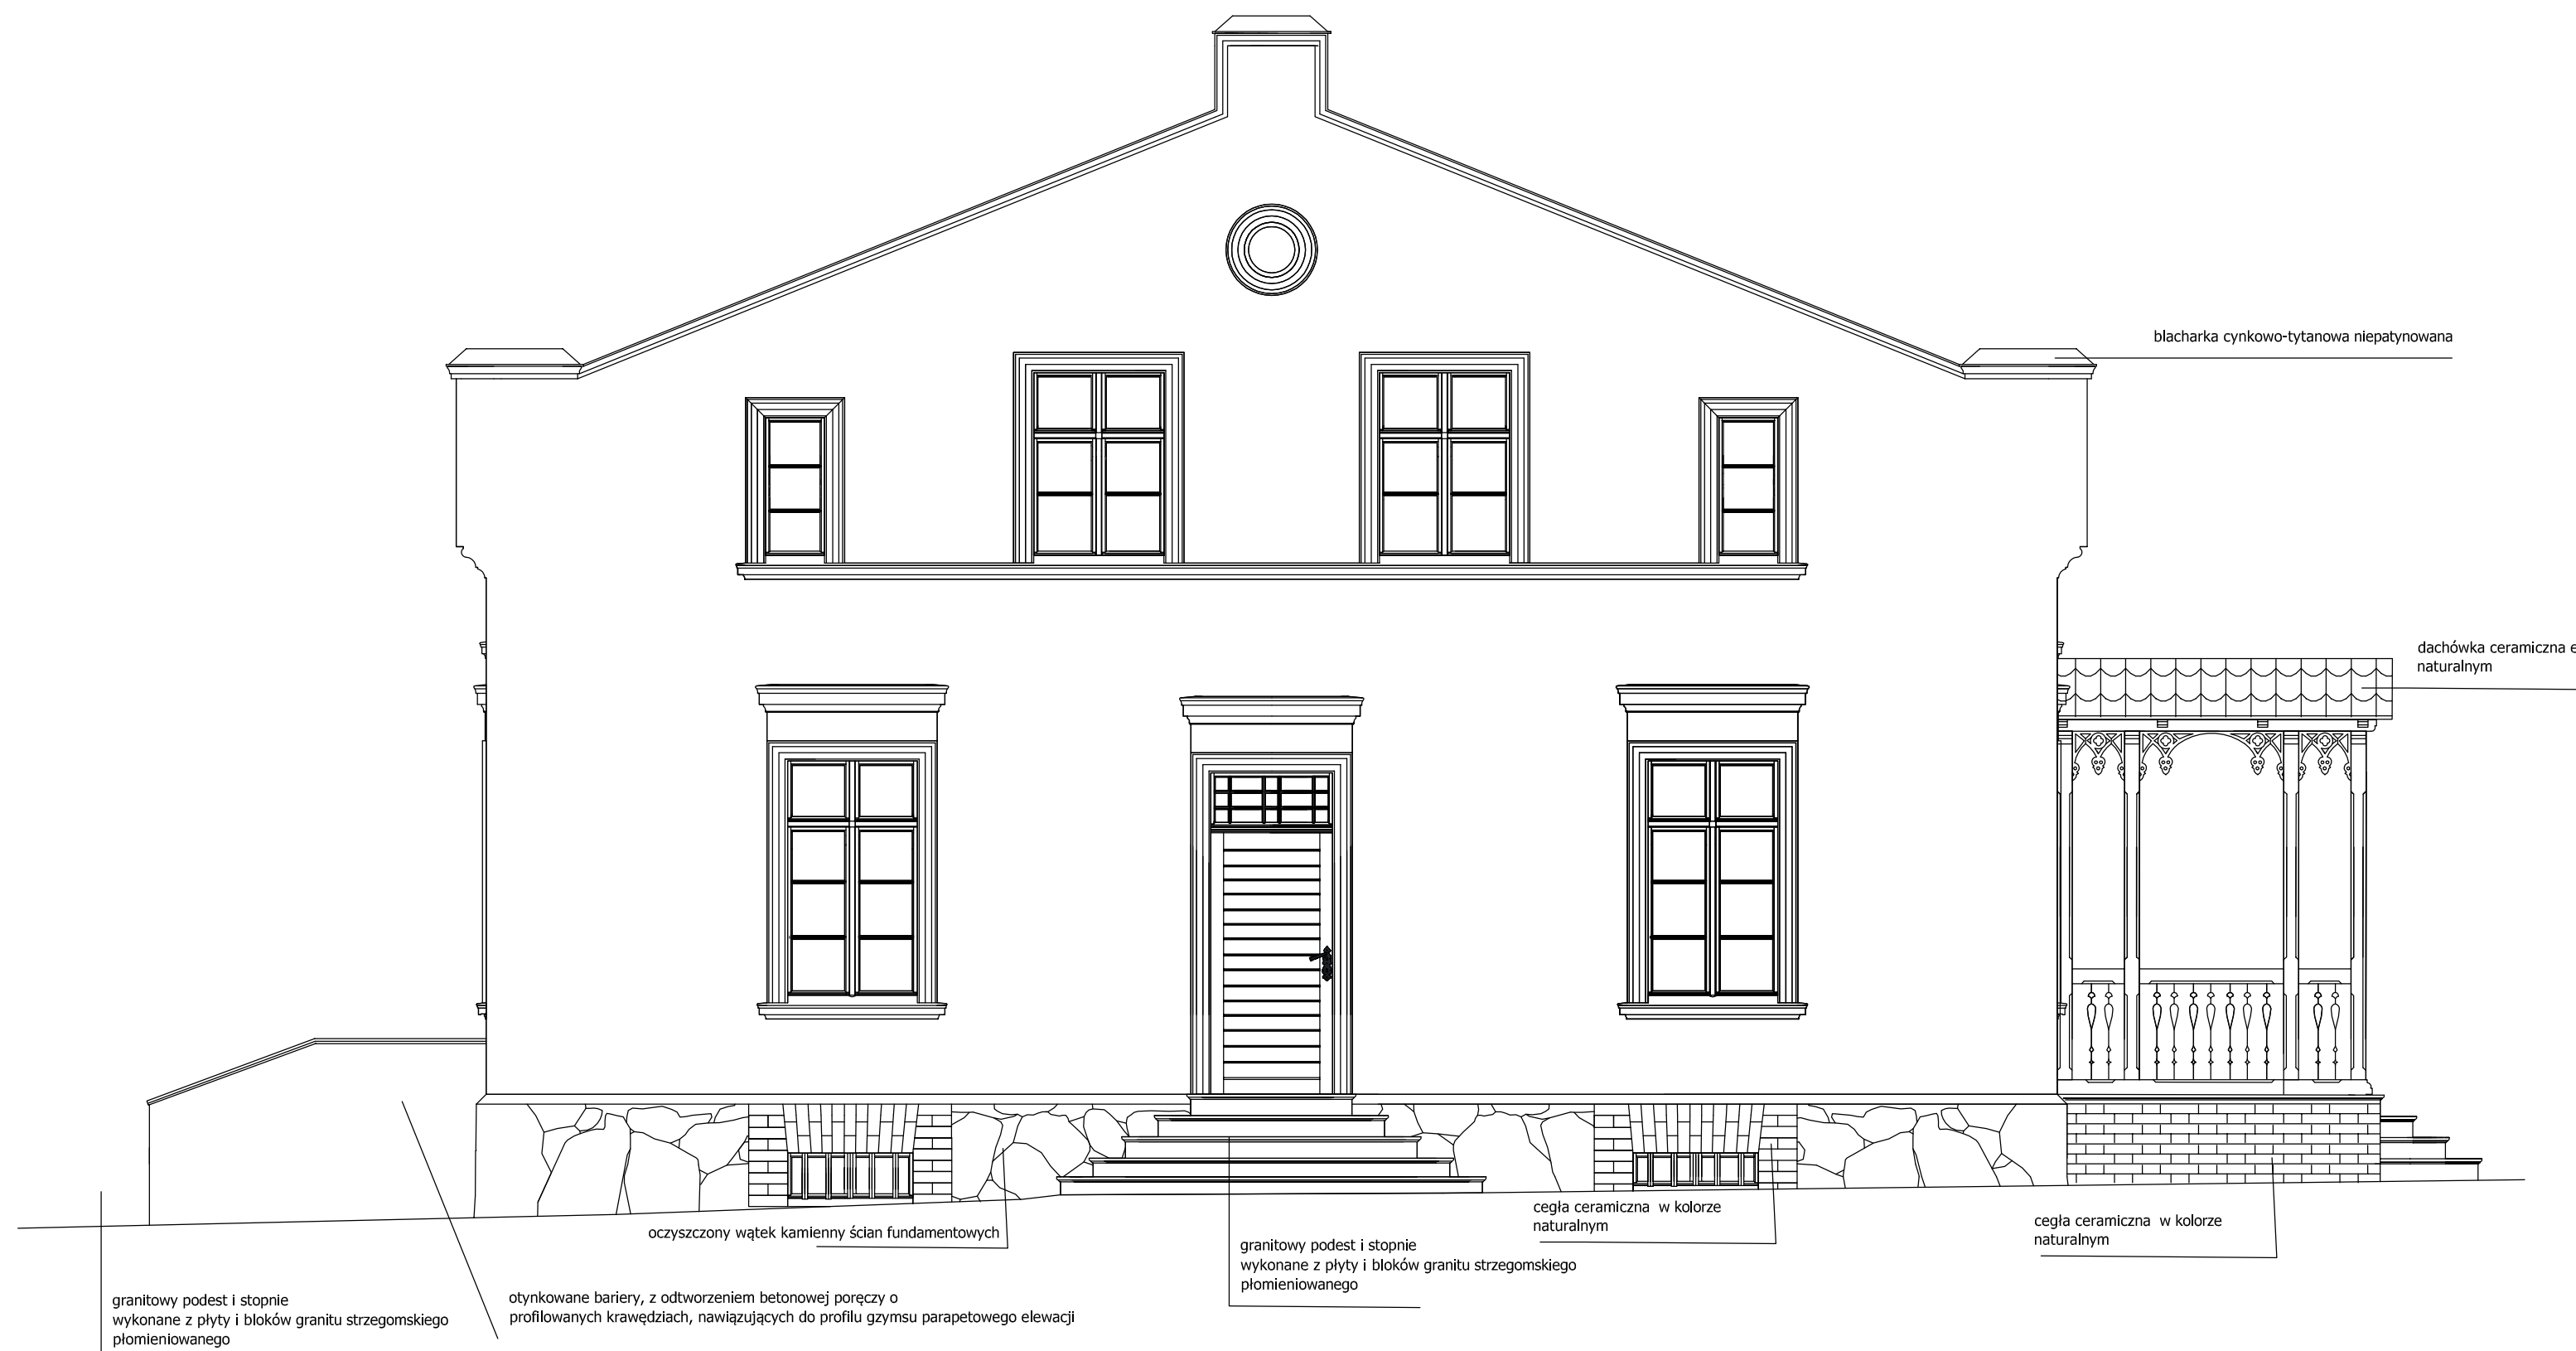 blacharka cynkowo-tytanowa niepatynowana
dachówka ceramiczna
naturalnym
oczyszczony wątek kamienny ścian fundamentowych
cegła ceramiczna w kolorze
naturalnym
cegła ceramiczna w kolorze
naturalnym
granitowy podest i stopnie
wykonane z płyty i bloków granitu strzegomskiego
płomieniowanego
granitowy podest i stopnie
wykonane z płyty i bloków granitu strzegomskiego
płomieniowanego
otynkowane bariery, z odtworzeniem betonowej poręczy o
profilowanych krawędziach, nawiązujących do profilu gzymsu parapetowego elewacji